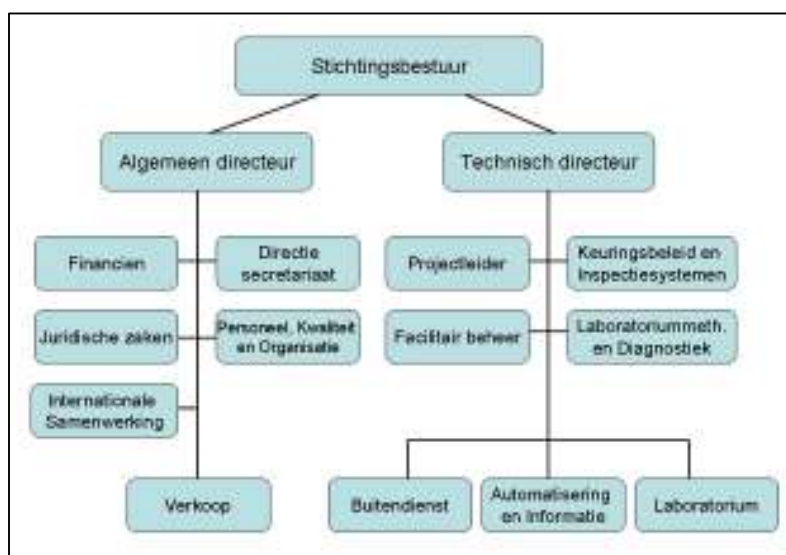 Stichtingsbestuur
Algemeen directeur
Technisch directeur
Financien
Directie
secretariaat
Projectleider
Keuringsbeleid en
Inspectiesystemen
Juridische zaken
Personeel, Kwaliteit
en Organisatie
Facilitair beheer
Laboratoriummeth.
en Diagnostiek
Internationale
Samenwerking
Verkoop
Buitendienst
Automatisering
en Informatie
Laboratorium